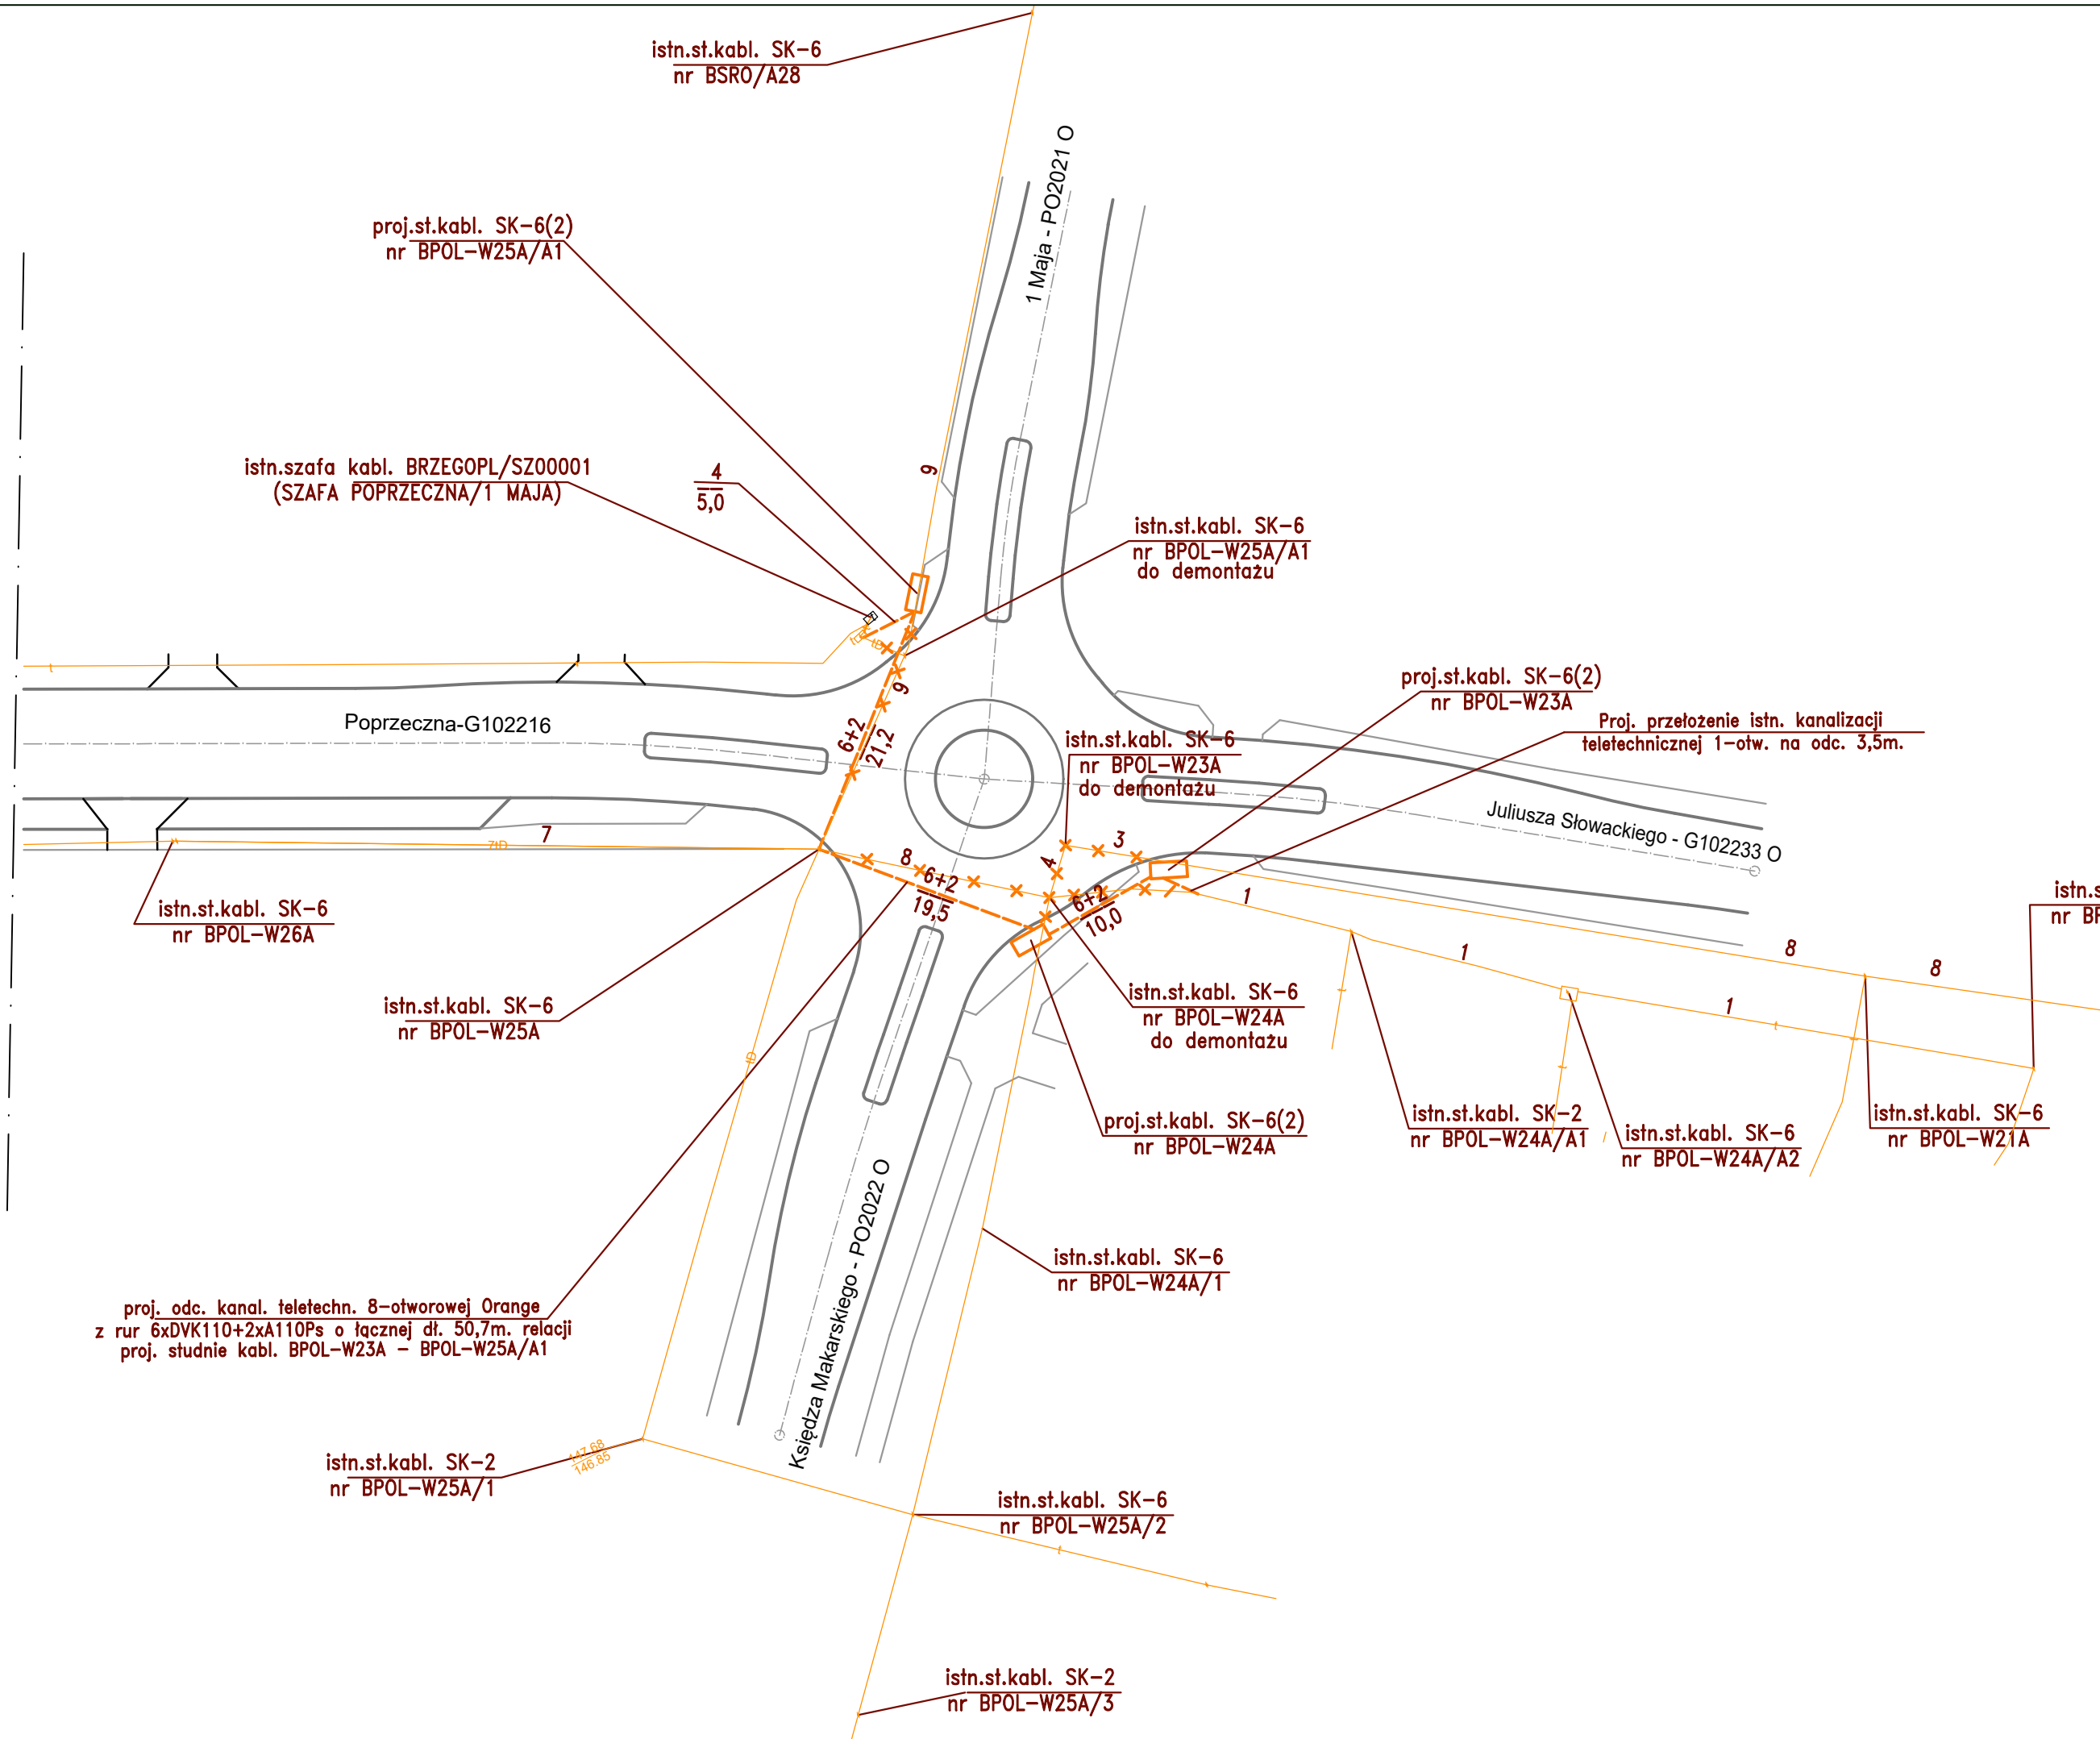 istn.st.kabl. SK-6
nr BSRO/A28
1 Maja - PO2021 O
proj.st.kabl. SK-6(2)
nr BPOL-W25A/A1
istn.szafa kabl. BRZEGOPL/SZ00001
(SZAFA POPRZECZNA/1 MAJA)
4
5,0
9
istn.st.kabl. SK-6
nr BPOL-W25A/A1
do demontażu
t
tD
tD
9
6+2
21,2
Poprzeczna-G102216
proj.st.kabl. SK-6(2)
nr BPOL-W23A
Proj. przełożenie istn. kanalizacji
teletechnicznej 1-otw. na odc. 3,5m.
istn.st.kabl. SK-6
nr BPOL-W23A
do demontażu
Juliusza Słowackiego - G102233 O
7
7tD
3
4
8
6+2
19,5
6+2
10,0
1
istn.st.kabl. SK-6
nr BPOL-W26A
istn.s
nr BP
8
8
1
1
t
t
t
t
istn.st.kabl. SK-6
nr BPOL-W25A
istn.st.kabl. SK-6
nr BPOL-W24A
do demontażu
tD
proj.st.kabl. SK-6(2)
nr BPOL-W24A
istn.st.kabl. SK-2
nr BPOL-W24A/A1
istn.st.kabl. SK-6
nr BPOL-W24A/A2
istn.st.kabl. SK-6
nr BPOL-W21A
Księdza Makarskiego - PO2022 O
istn.st.kabl. SK-6
nr BPOL-W24A/1
proj. odc. kanal. teletechn. 8-otworowej Orange
z rur 6xDVK110+2xA110Ps o łącznej dł. 50,7m. relacji
proj. studnie kabl. BPOL-W23A - BPOL-W25A/A1
147.68
146.85
istn.st.kabl. SK-2
nr BPOL-W25A/1
istn.st.kabl. SK-6
nr BPOL-W25A/2
t
istn.st.kabl. SK-2
nr BPOL-W25A/3